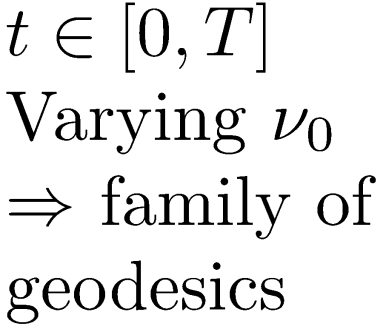 t ∈ [0, T]
Varying ν₀
⇒ family of
geodesics